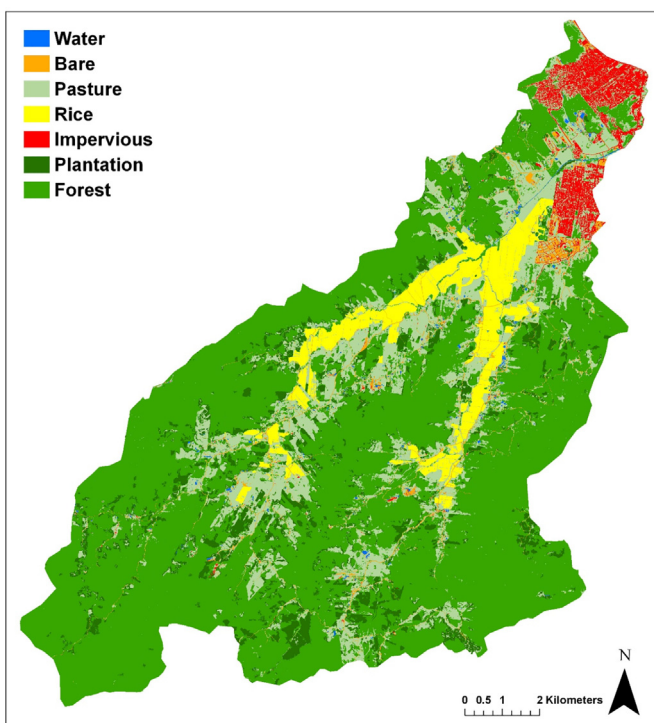 Water
Bare
Pasture
Rice
Impervious
Plantation
Forest
N
0 0.5 1 2 Kilometers